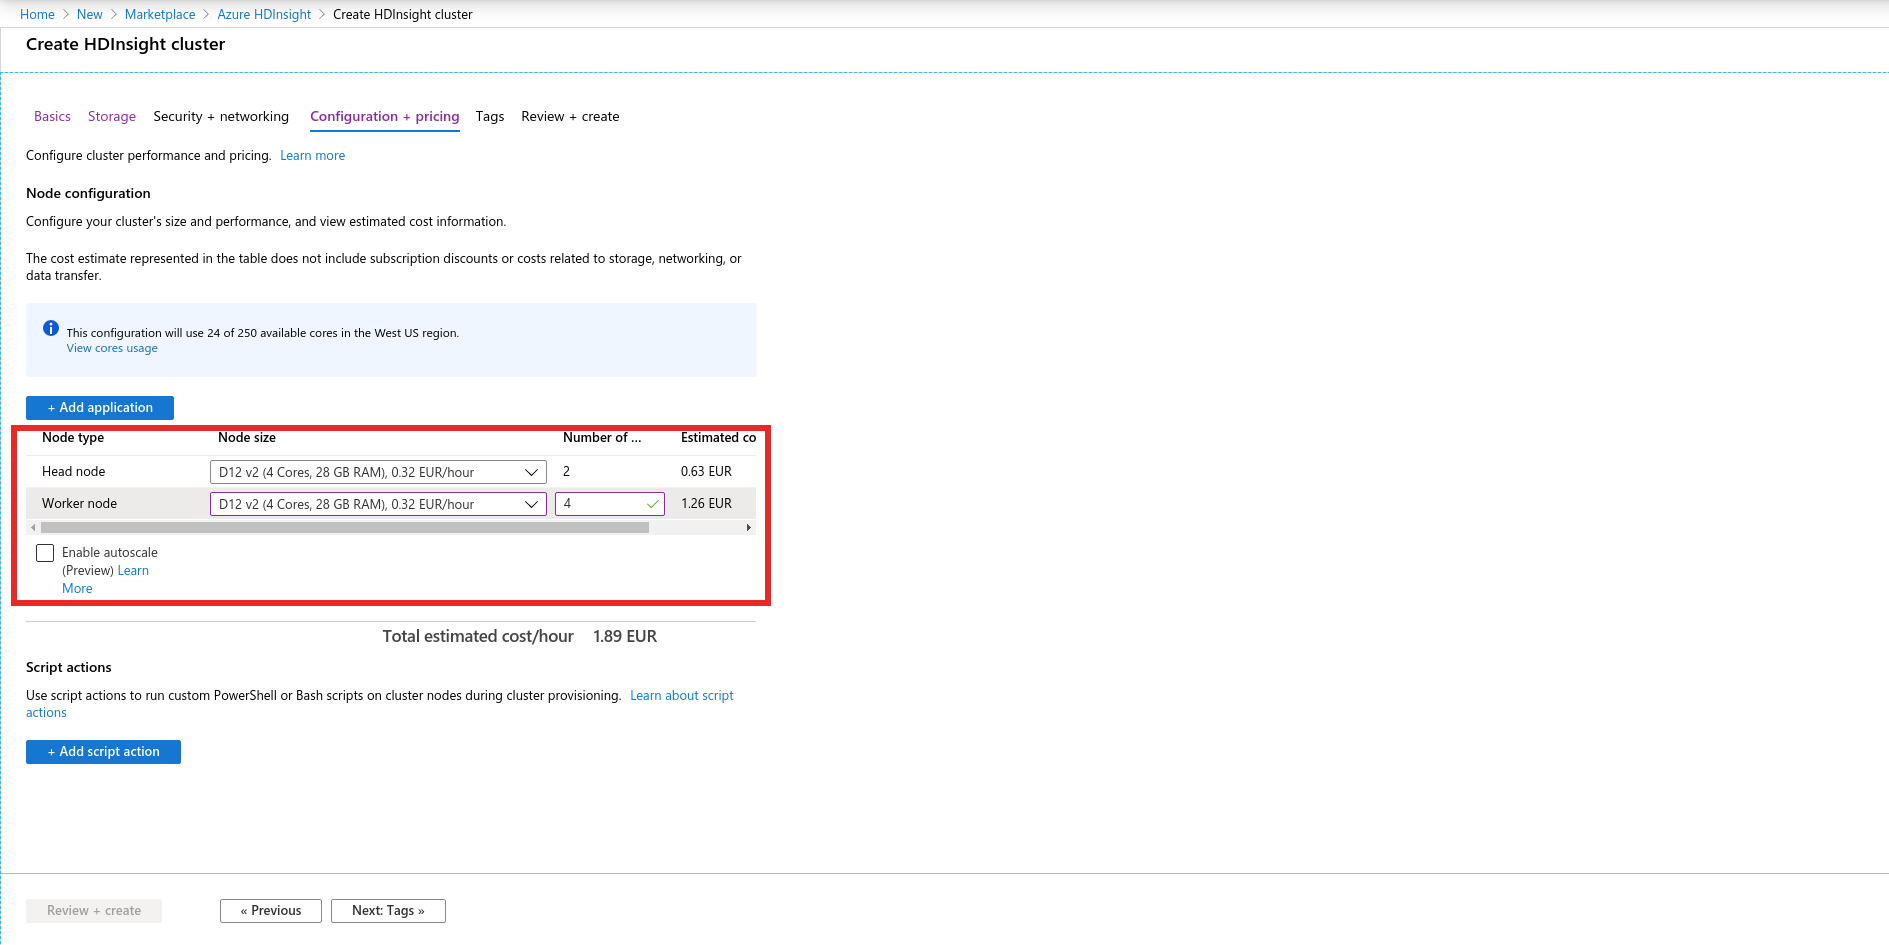 Home > New > Marketplace > Azure HDInsight > Create HDInsight cluster
Create HDInsight cluster
Basics Storage Security + networking Configuration + pricing Tags Review + create
Configure cluster performance and pricing. Learn more
Node configuration
Configure your cluster's size and performance, and view estimated cost information.
The cost estimate represented in the table does not include subscription discounts or costs related to storage, networking, or
data transfer.
This configuration will use 24 of 250 available cores in the West US region.
View cores usage
+ Add application
Node type Node size Number of ... Estimated co
Head node D12 v2 (4 Cores, 28 GB RAM), 0.32 EUR/hour 2 0.63 EUR
Worker node D12 v2 (4 Cores, 28 GB RAM), 0.32 EUR/hour 4 1.26 EUR
Enable autoscale
(Preview) Learn
More
Total estimated cost/hour 1.89 EUR
Script actions
Use script actions to run custom PowerShell or Bash scripts on cluster nodes during cluster provisioning. Learn about script
actions
+ Add script action
Review + create « Previous Next: Tags »